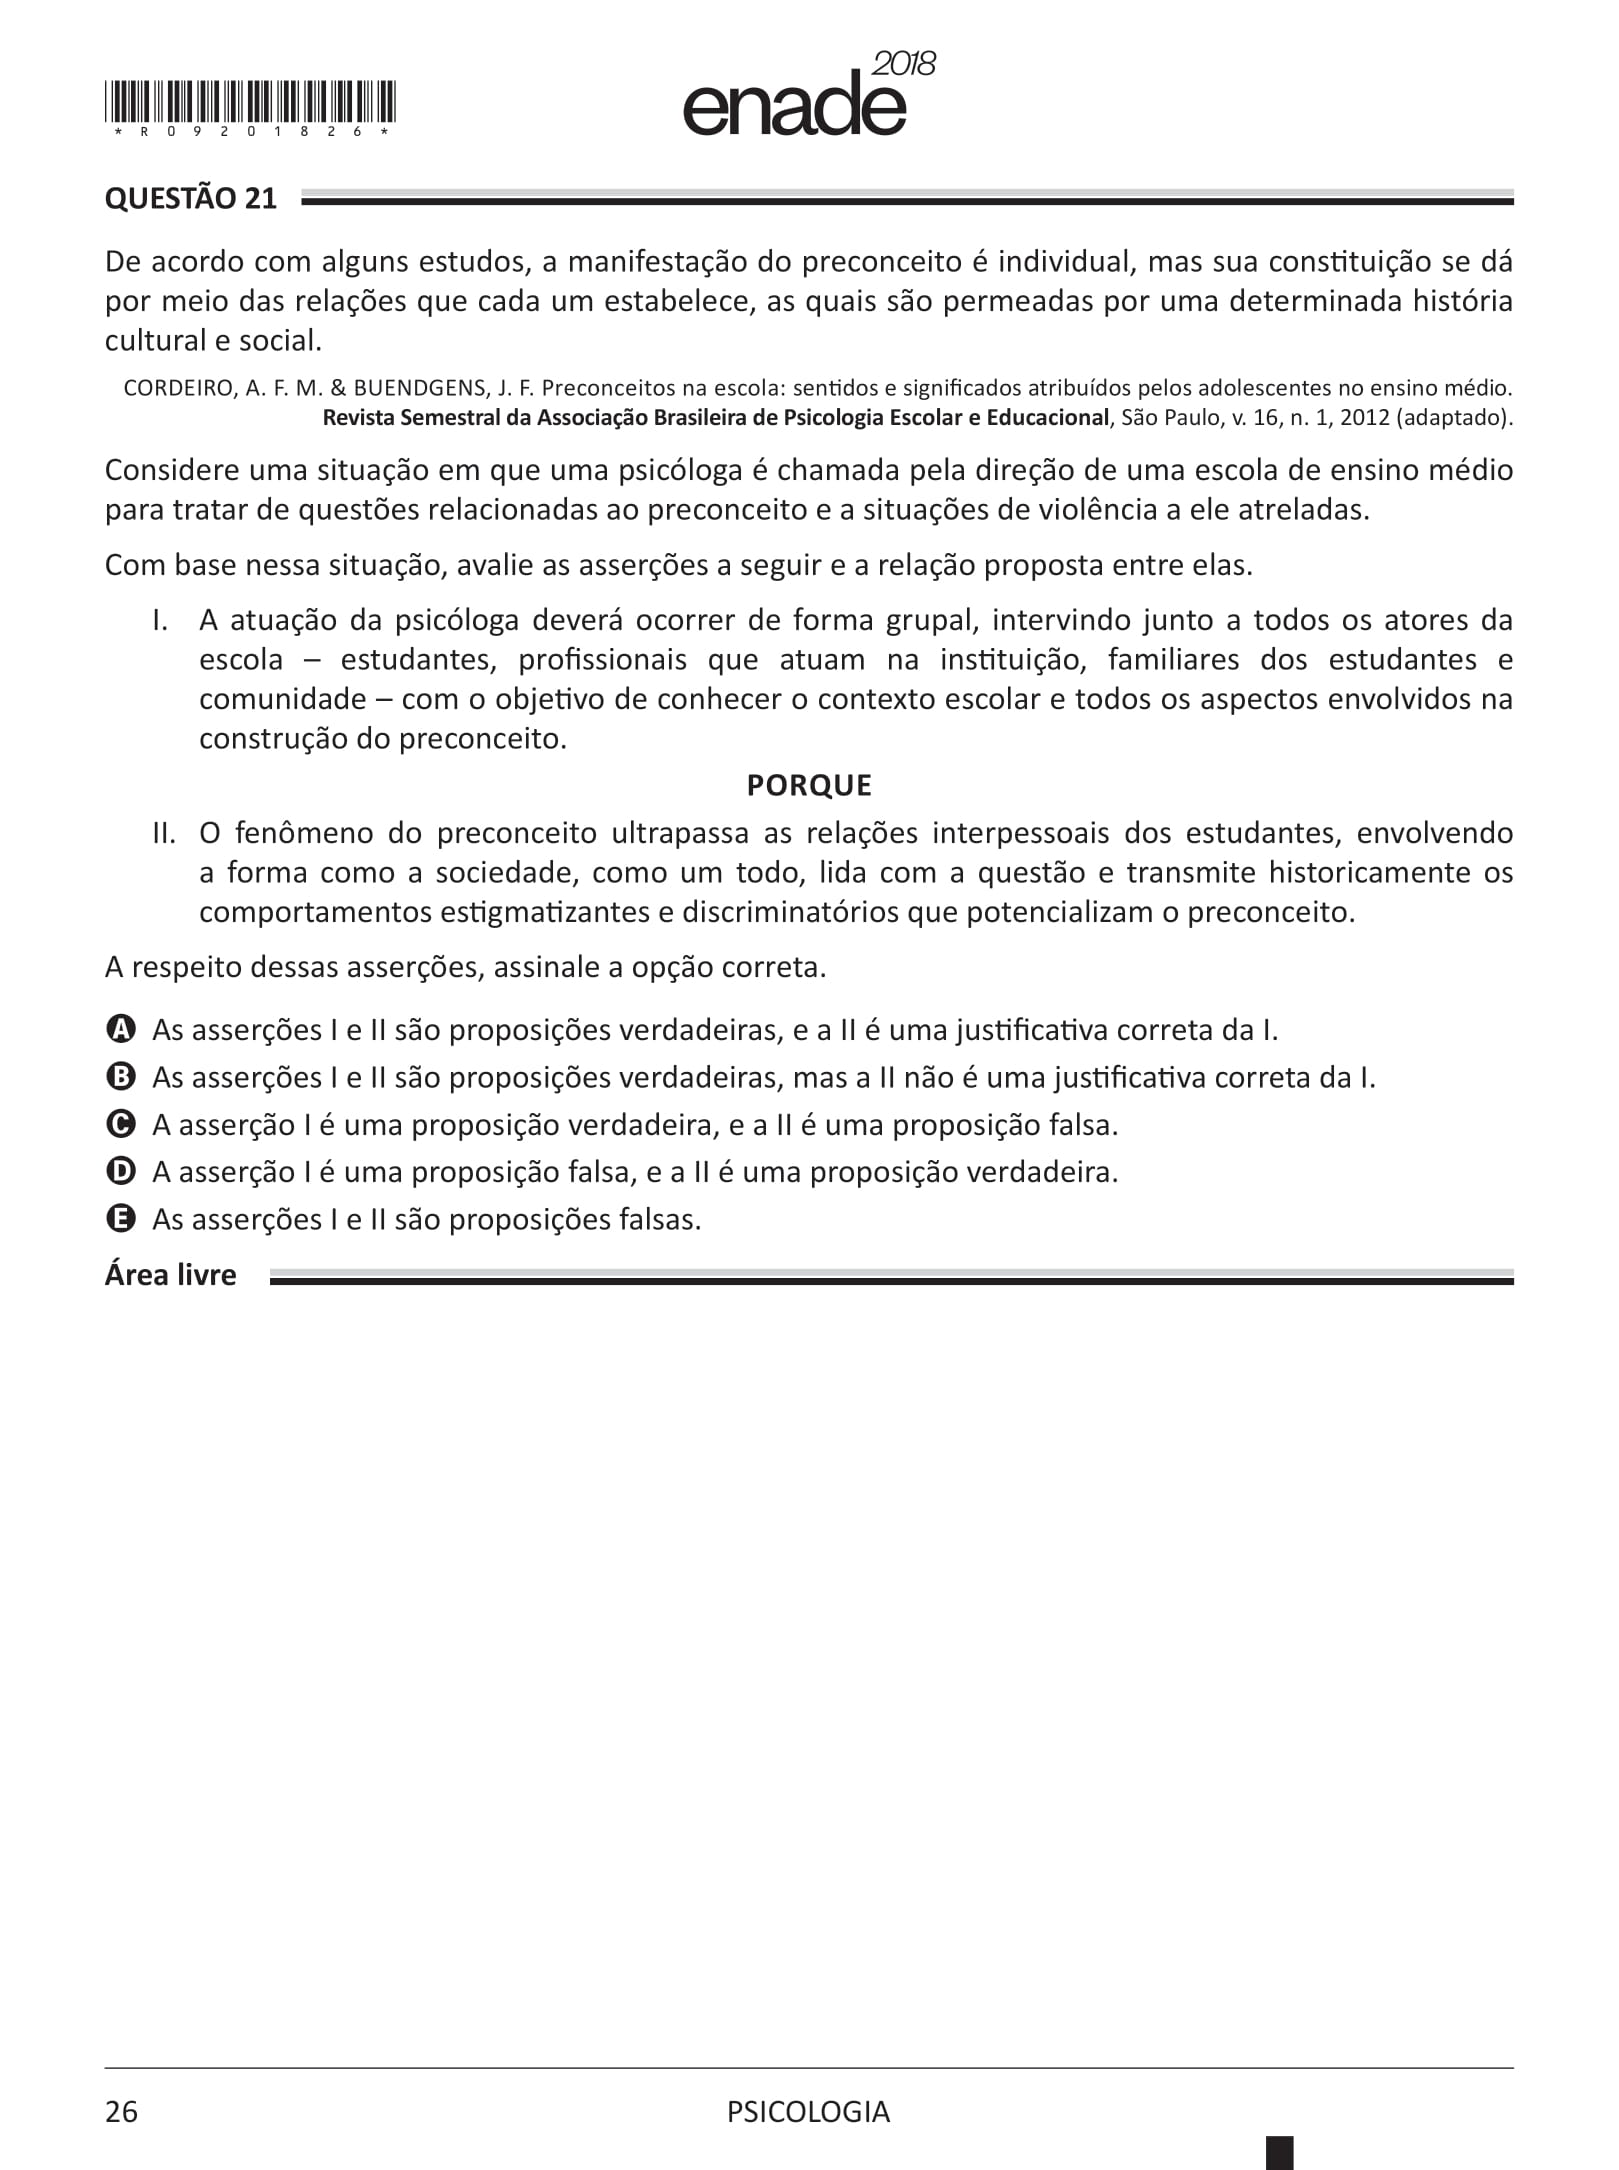 2018
enade
* R 0 9 2 0 1 8 2 6 *
QUESTÃO 21
De acordo com alguns estudos, a manifestação do preconceito é individual, mas sua constituição se dá
por meio das relações que cada um estabelece, as quais são permeadas por uma determinada história
cultural e social.
CORDEIRO, A. F. M. & BUENDGENS, J. F. Preconceitos na escola: sentidos e significados atribuídos pelos adolescentes no ensino médio.
Revista Semestral da Associação Brasileira de Psicologia Escolar e Educacional, São Paulo, v. 16, n. 1, 2012 (adaptado).
Considere uma situação em que uma psicóloga é chamada pela direção de uma escola de ensino médio
para tratar de questões relacionadas ao preconceito e a situações de violência a ele atreladas.
Com base nessa situação, avalie as asserções a seguir e a relação proposta entre elas.
I. A atuação da psicóloga deverá ocorrer de forma grupal, intervindo junto a todos os atores da
escola – estudantes, profissionais que atuam na instituição, familiares dos estudantes e
comunidade – com o objetivo de conhecer o contexto escolar e todos os aspectos envolvidos na
construção do preconceito.
PORQUE
II. O fenômeno do preconceito ultrapassa as relações interpessoais dos estudantes, envolvendo
a forma como a sociedade, como um todo, lida com a questão e transmite historicamente os
comportamentos estigmatizantes e discriminatórios que potencializam o preconceito.
A respeito dessas asserções, assinale a opção correta.
A As asserções I e II são proposições verdadeiras, e a II é uma justificativa correta da I.
B As asserções I e II são proposições verdadeiras, mas a II não é uma justificativa correta da I.
C A asserção I é uma proposição verdadeira, e a II é uma proposição falsa.
D A asserção I é uma proposição falsa, e a II é uma proposição verdadeira.
E As asserções I e II são proposições falsas.
Área livre
26
PSICOLOGIA